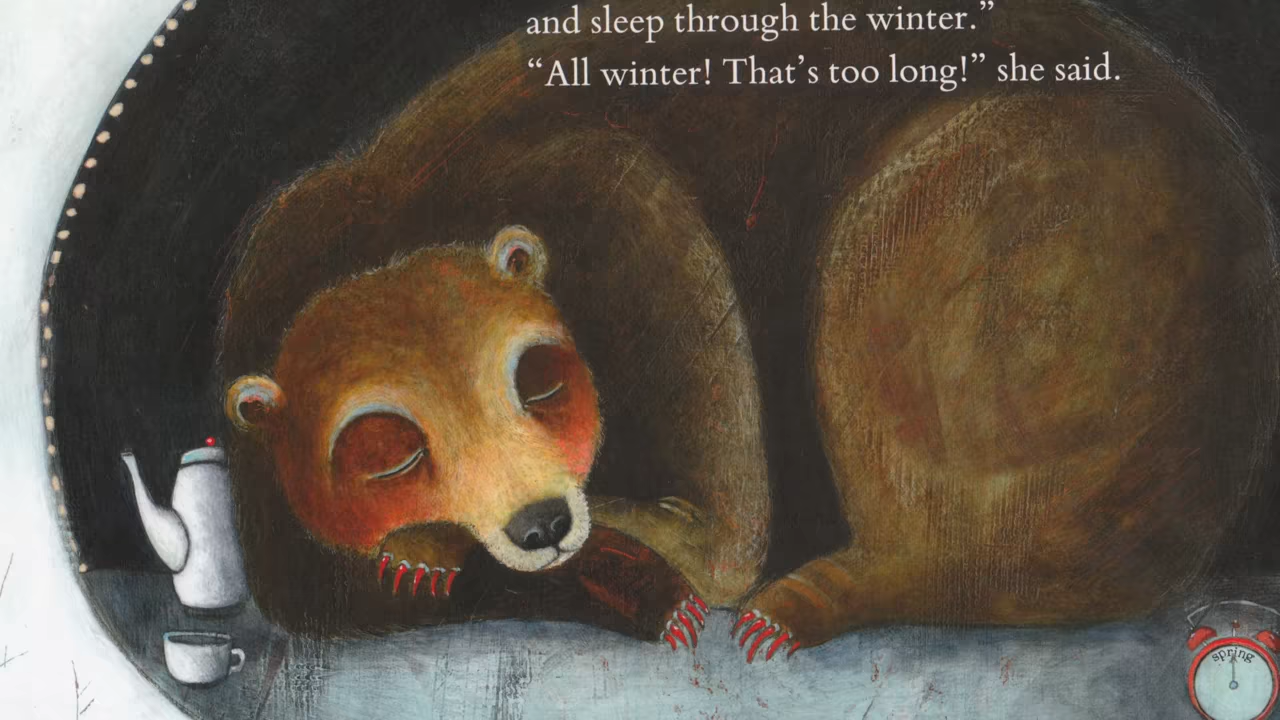 and sleep through the winter.”
“All winter! That’s too long!” she said.
spring